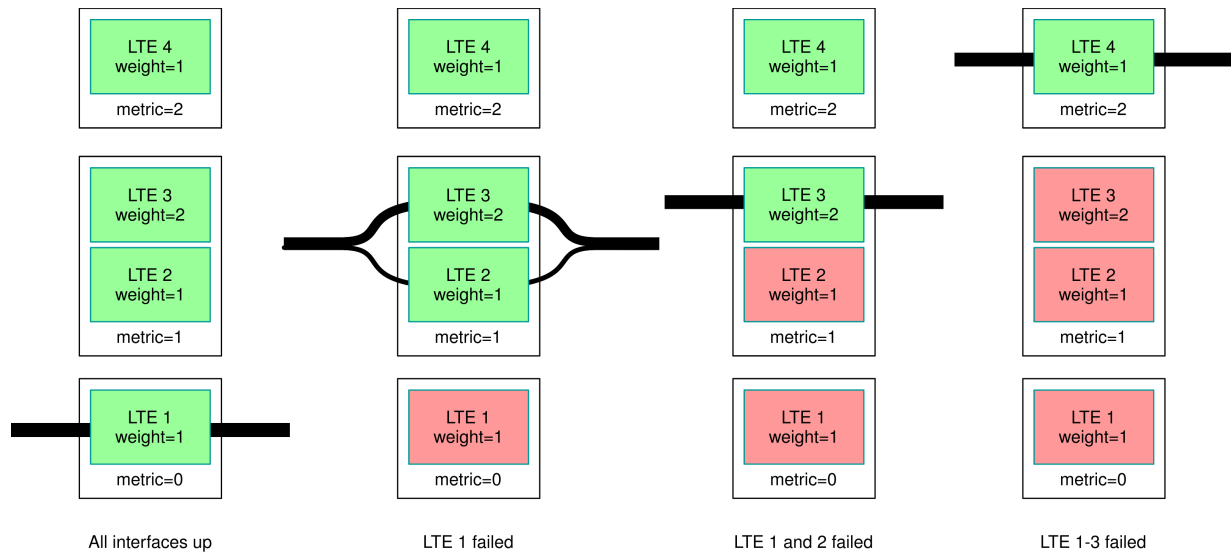 LTE 4
weight=1
metric=2
LTE 3
weight=2
LTE 2
weight=1
metric=1
LTE 1
weight=1
metric=0
All interfaces up
LTE 4
weight=1
metric=2
LTE 3
weight=2
LTE 2
weight=1
metric=1
LTE 1
weight=1
metric=0
LTE 1 failed
LTE 4
weight=1
metric=2
LTE 3
weight=2
LTE 2
weight=1
metric=1
LTE 1
weight=1
metric=0
LTE 1 and 2 failed
LTE 4
weight=1
metric=2
LTE 3
weight=2
LTE 2
weight=1
metric=1
LTE 1
weight=1
metric=0
LTE 1-3 failed